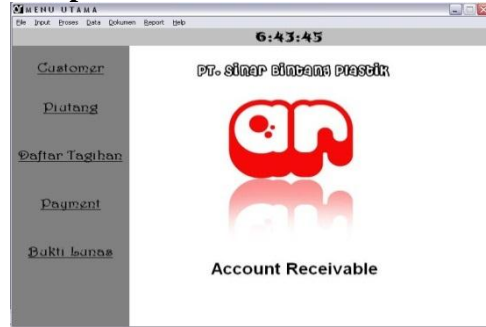 MENU UTAMA
File Input Proses Data Dokumen Report Help
6:43:45
Customer
Piutang
Daftar Tagihan
Payment
Bukti Lunas
PT. Sinar Bintang Plastik
ar
Account Receivable